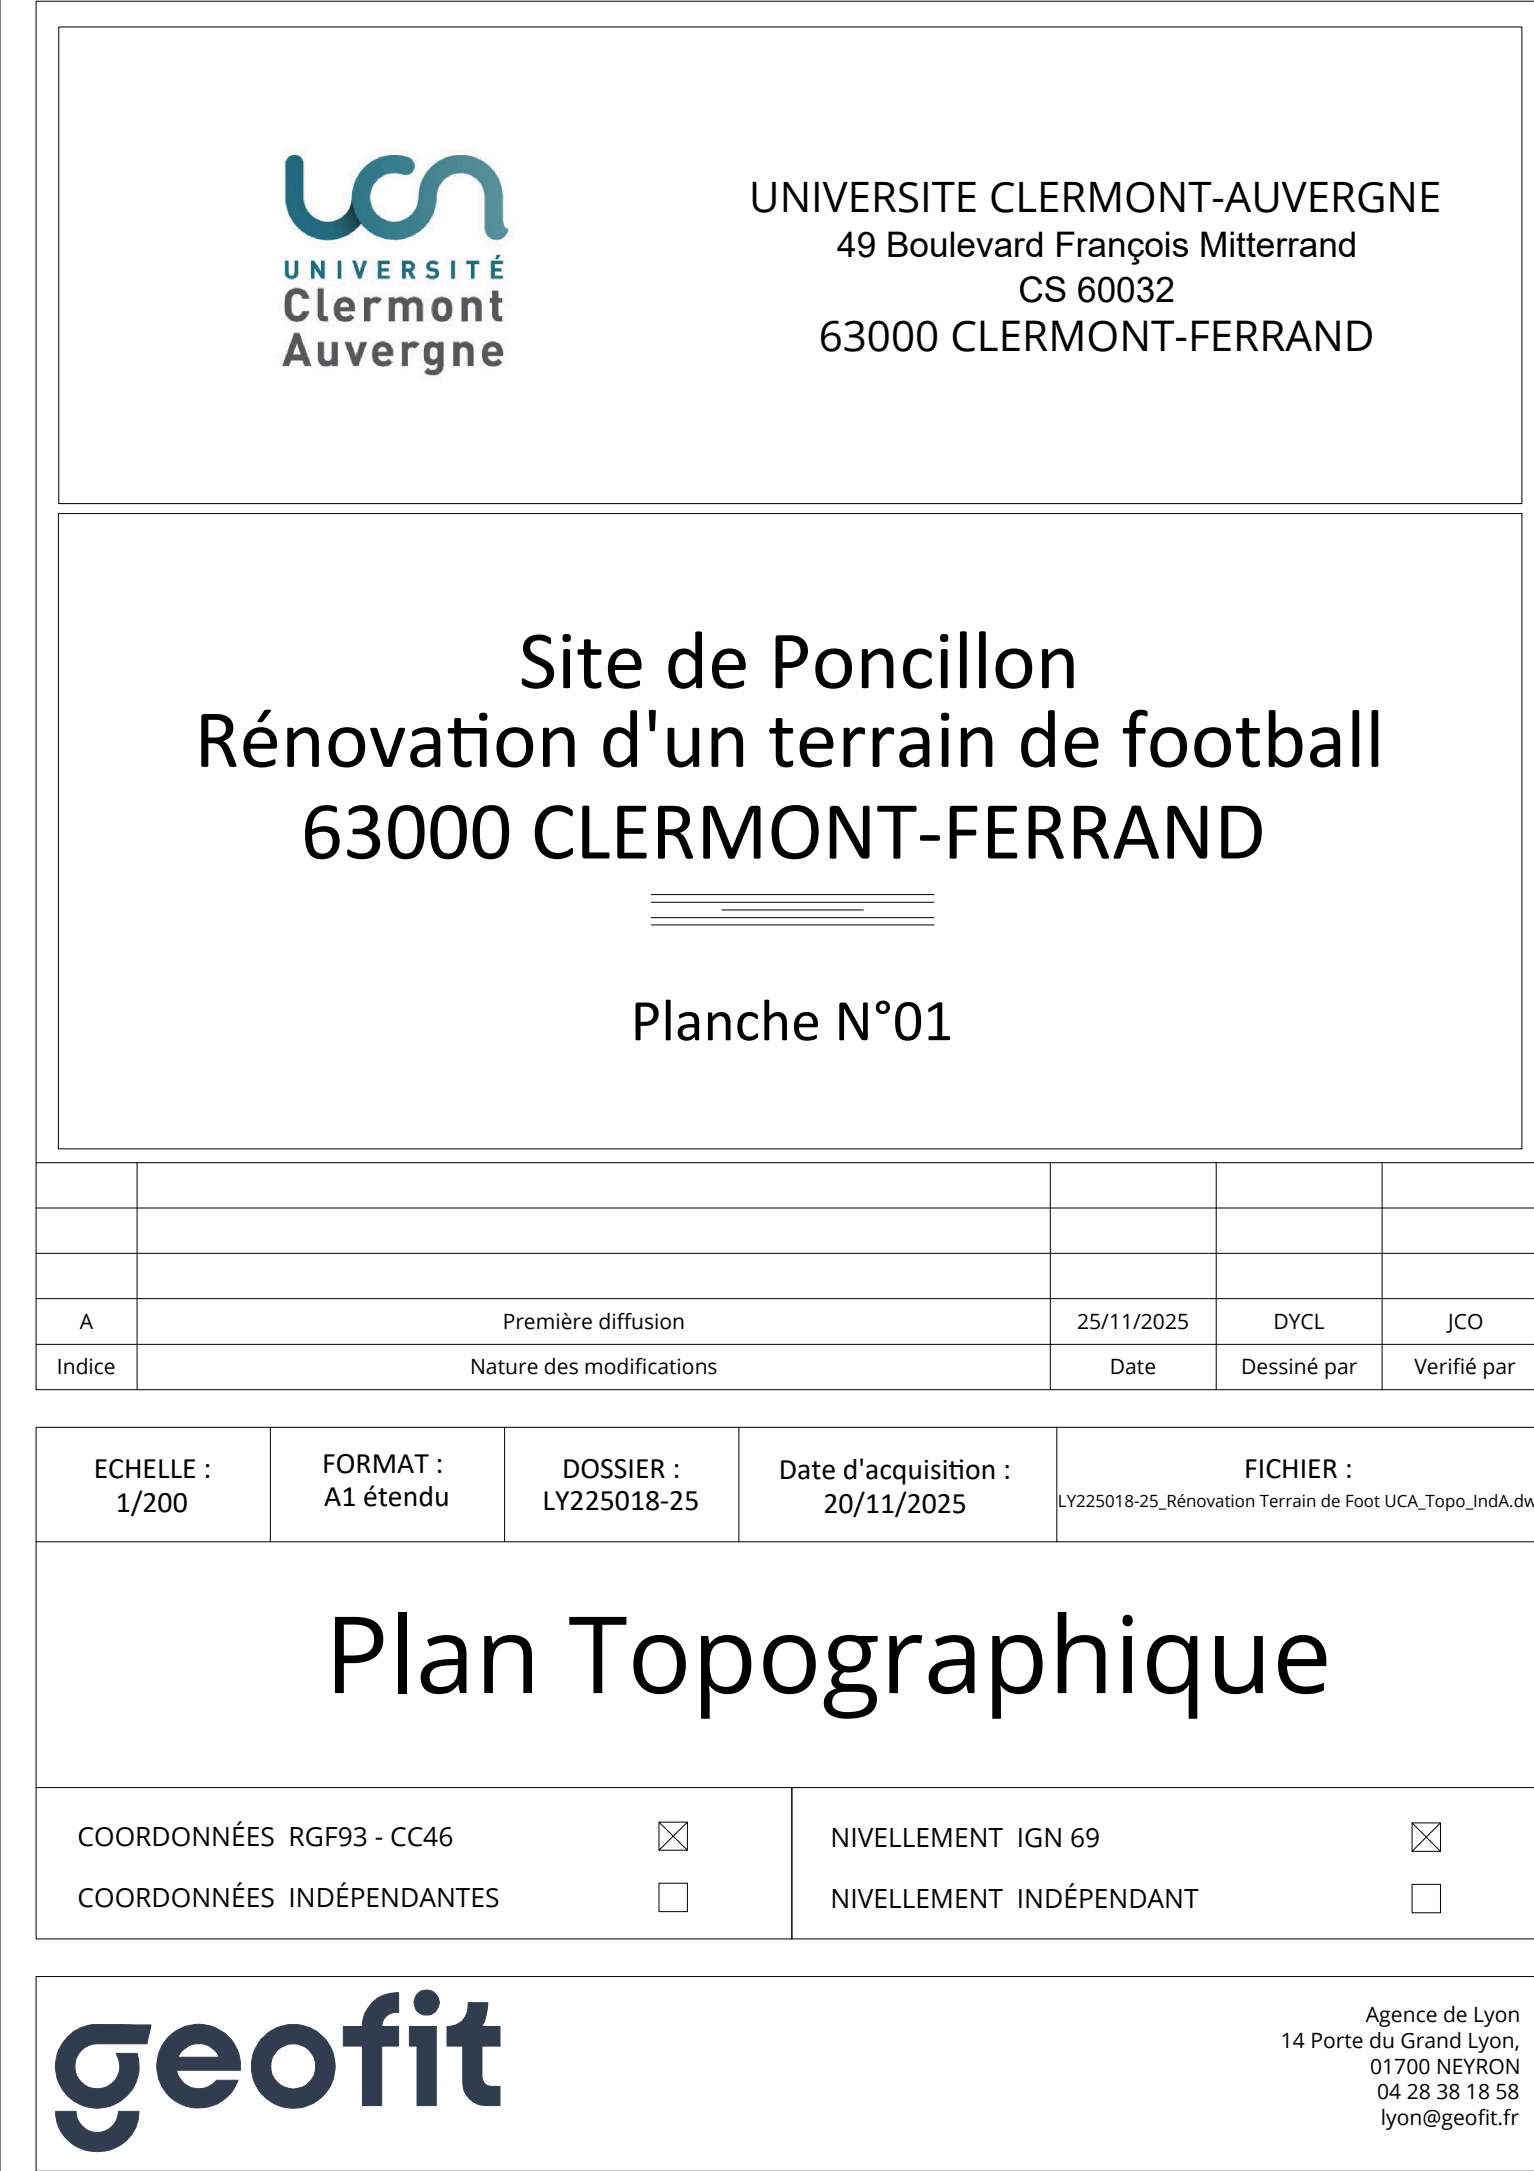 uca
UNIVERSITÉ
Clermont
Auvergne
UNIVERSITE CLERMONT-AUVERGNE
49 Boulevard François Mitterrand
CS 60032
63000 CLERMONT-FERRAND
Site de Poncillon
Rénovation d'un terrain de football
63000 CLERMONT-FERRAND
Planche N°01
A Première diffusion 25/11/2025 DYCL JCO
Indice Nature des modifications Date Dessiné par Verifié par
ECHELLE :
1/200
FORMAT :
A1 étendu
DOSSIER :
LY225018-25
Date d'acquisition :
20/11/2025
FICHIER :
LY225018-25_Rénovation Terrain de Foot UCA_Topo_IndA.dw
Plan Topographique
COORDONNÉES RGF93 - CC46
COORDONNÉES INDÉPENDANTES
NIVELLEMENT IGN 69
NIVELLEMENT INDÉPENDANT
geofit
Agence de Lyon
14 Porte du Grand Lyon,
01700 NEYRON
04 28 38 18 58
lyon@geofit.fr